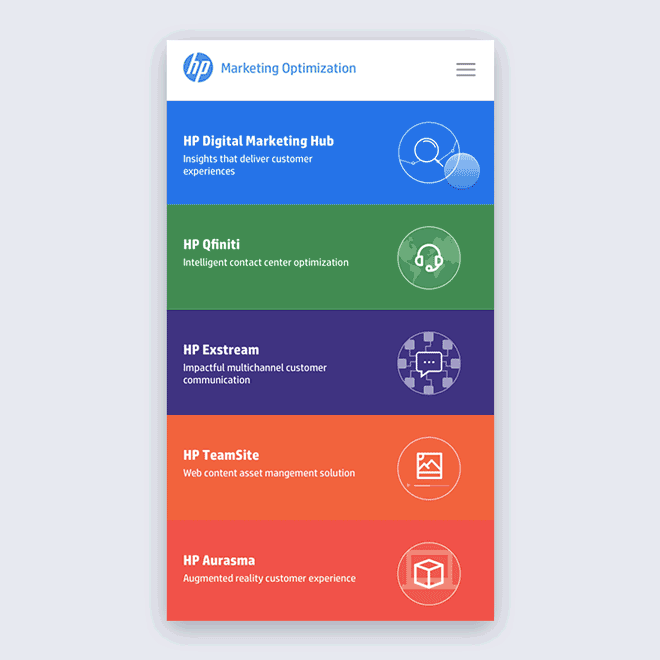 hp Marketing Optimization
HP Digital Marketing Hub
Insights that deliver customer
experiences
HP Qfiniti
Intelligent contact center optimization
HP Exstream
Impactful multichannel customer
communication
HP TeamSite
Web content asset mangement solution
HP Aurasma
Augmented reality customer experience